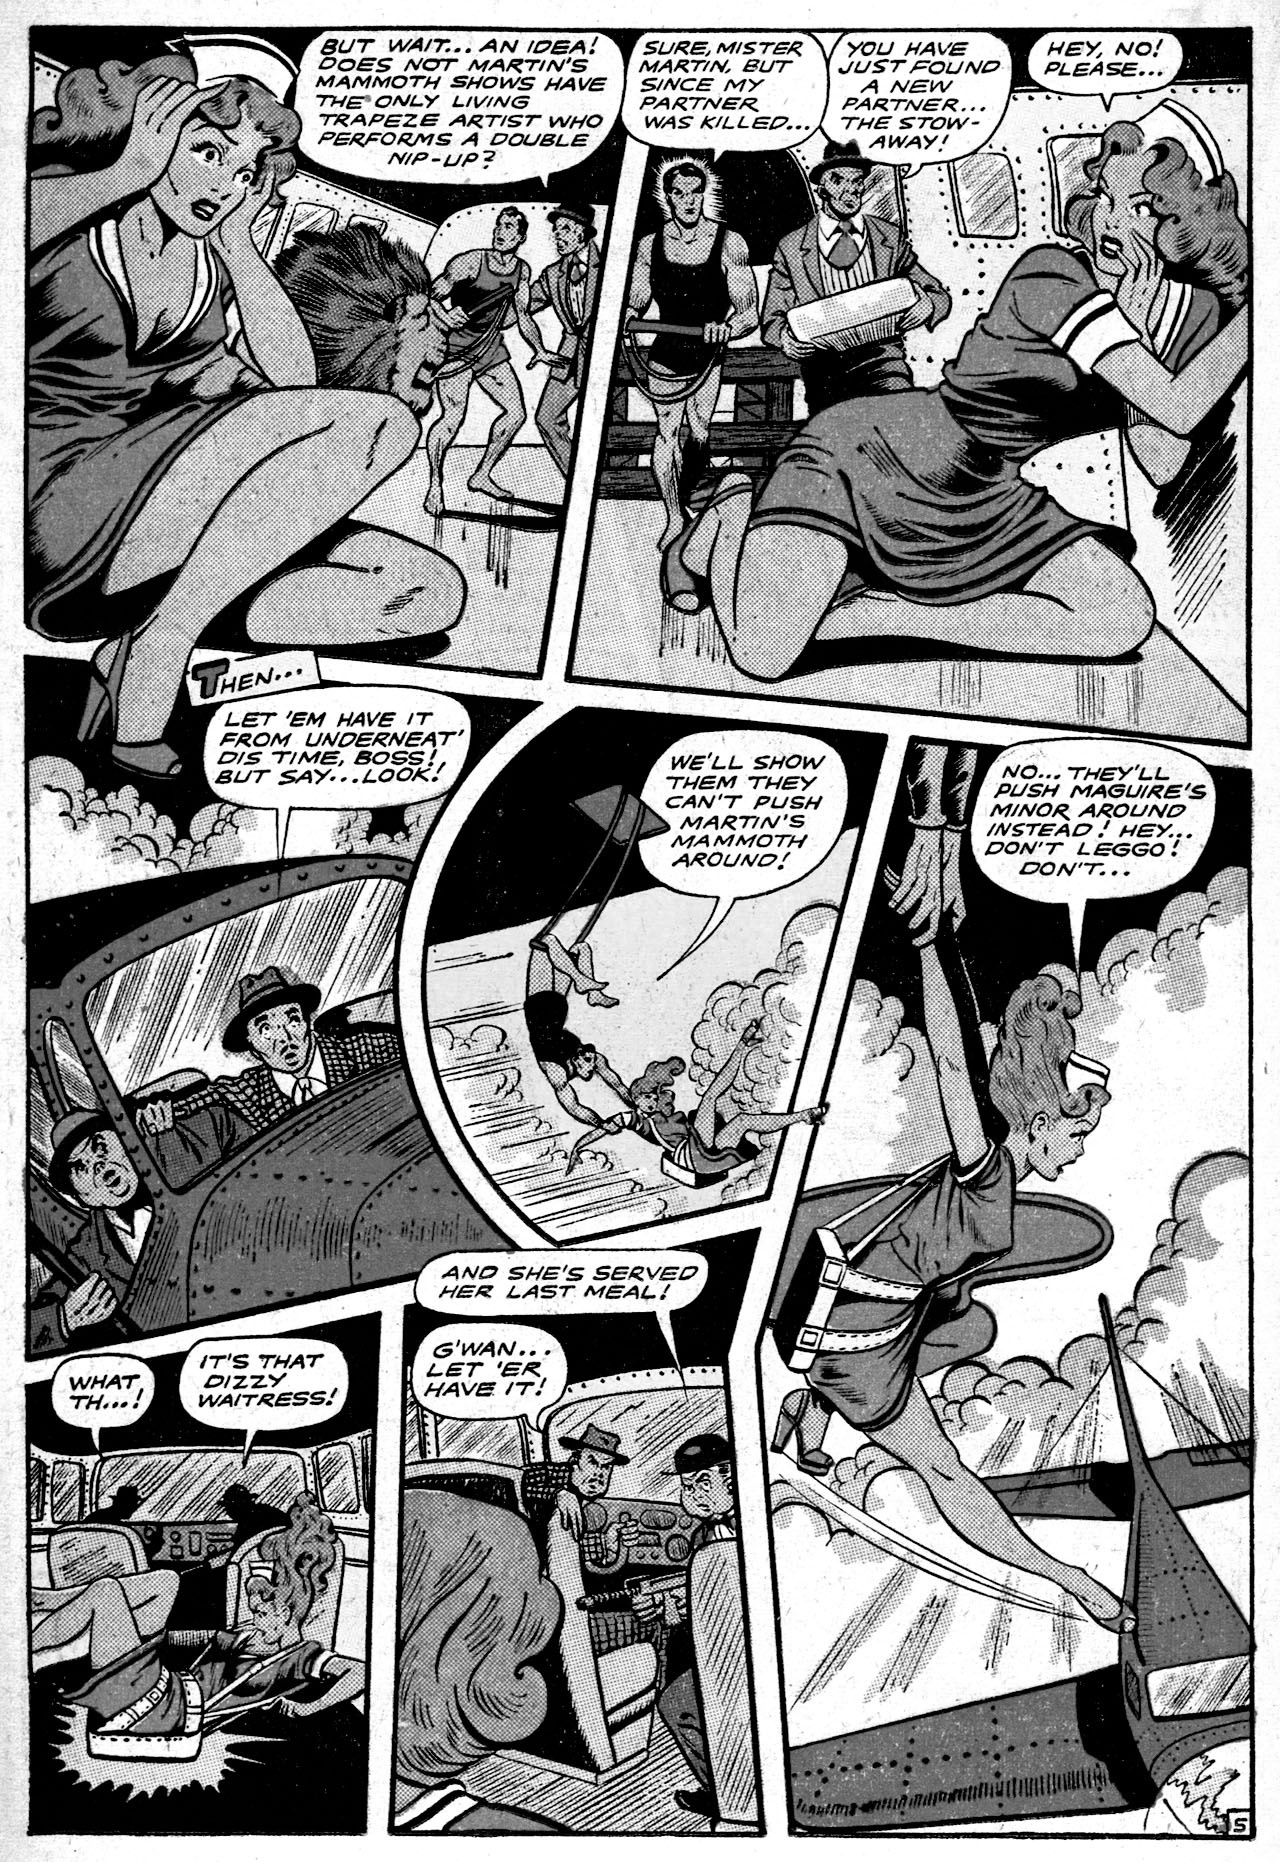 BUT WAIT... AN IDEA!
DOES NOT MARTIN'S
MAMMOTH SHOWS HAVE
THE ONLY LIVING
TRAPEZE ARTIST WHO
PERFORMS A DOUBLE
NIP-UP?
SURE, MISTER
MARTIN, BUT
SINCE MY
PARTNER
WAS KILLED...
YOU HAVE
JUST FOUND
A NEW
PARTNER...
THE STOW-
AWAY!
HEY, NO!
PLEASE...
THEN...
LET 'EM HAVE IT
FROM UNDERNEAT'
DIS TIME, BOSS!
BUT SAY...LOOK!
WE'LL SHOW
THEM THEY
CAN'T PUSH
MARTIN'S
MAMMOTH
AROUND!
NO... THEY'LL
PUSH MAGUIRE'S
MINOR AROUND
INSTEAD! HEY...
DON'T LEGGO!
DON'T...
WHAT
TH...!
IT'S THAT
DIZZY
WAITRESS!
AND SHE'S SERVED
HER LAST MEAL!
G'WAN...
LET 'ER
HAVE IT!
5